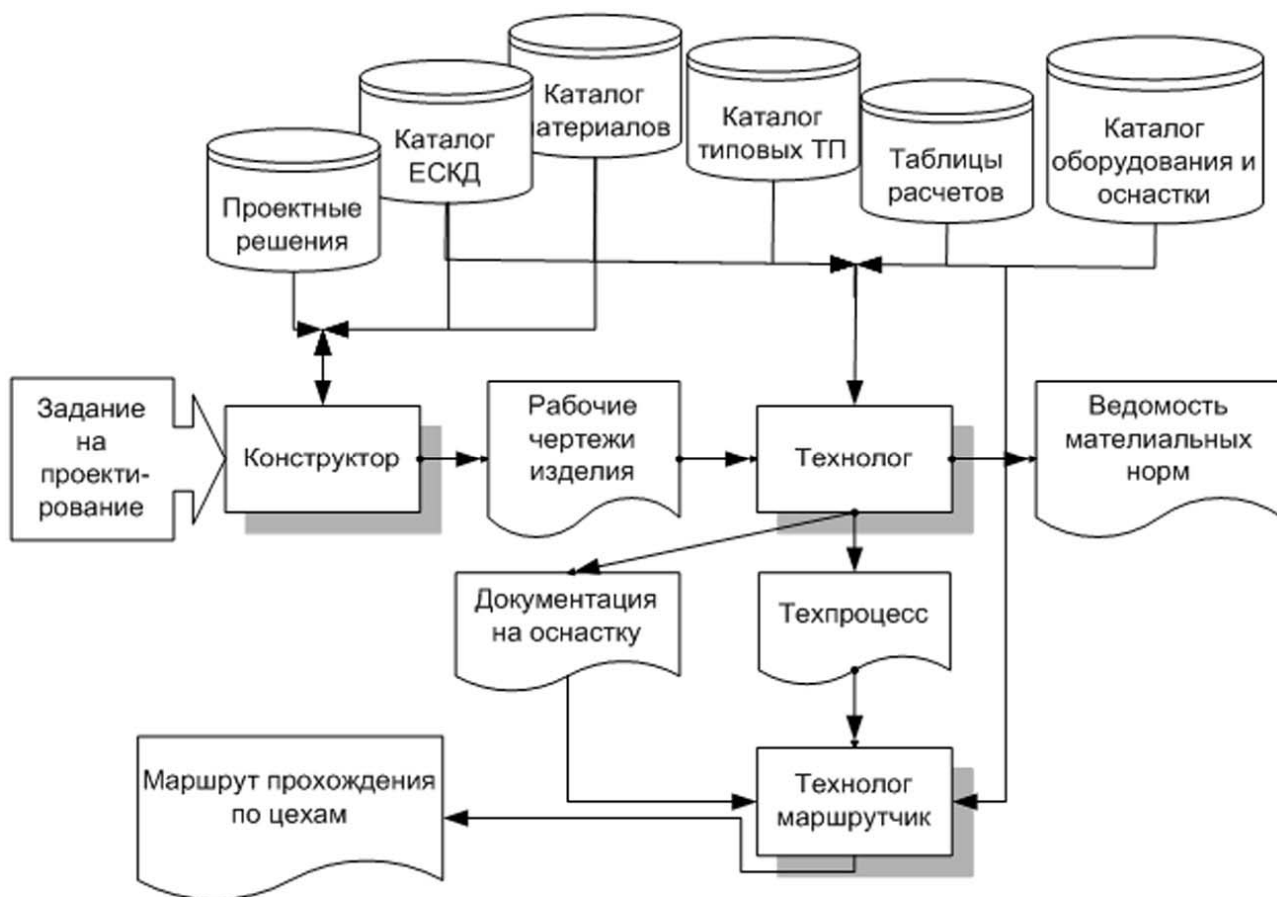 Каталог
материалов
Каталог
ЕСКД
Проектные
решения
Каталог
типовых ТП
Таблицы
расчетов
Каталог
оборудования и
оснастки
Задание
на
проекти-
рование
Конструктор
Рабочие
чертежи
изделия
Технолог
Ведомость
мателиальных
норм
Документация
на оснастку
Техпроцесс
Маршрут прохождения
по цехам
Технолог
маршрутчик